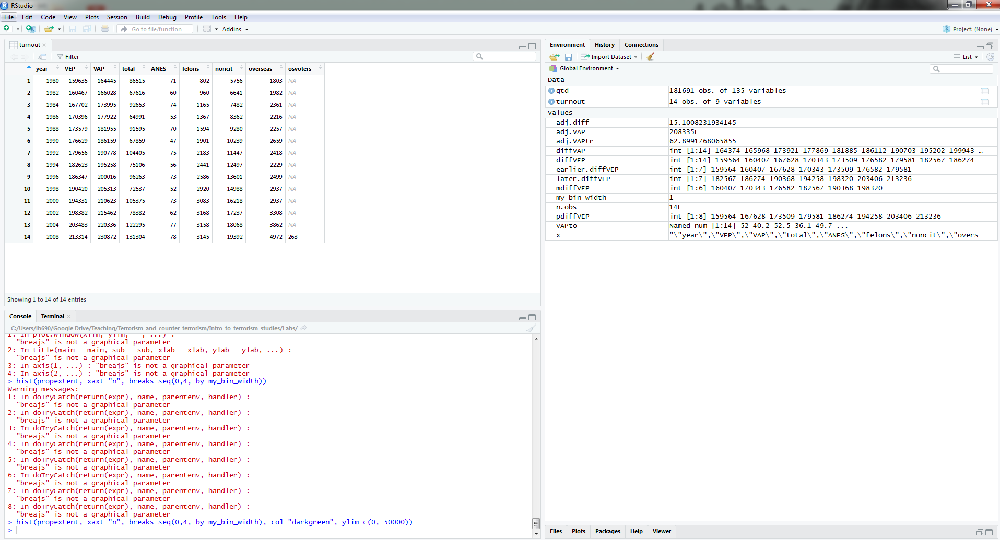 RStudio
File Edit Code View Plots Session Build Debug Profile Tools Help
Go to file/function Addins Project: (None)
turnout
Filter
year VEP VAP total ANES felons noncit overseas osvoters
1 1980 159635 164445 86515 71 802 5756 1803 NA
2 1982 160467 166028 67616 60 960 6641 1982 NA
3 1984 167702 173995 92653 74 1165 7482 2361 NA
4 1986 170396 177922 64991 53 1367 8362 2216 NA
5 1988 173579 181955 91595 70 1594 9280 2257 NA
6 1990 176629 186159 67859 47 1901 10239 2659 NA
7 1992 179656 190778 104405 75 2183 11447 2418 NA
8 1994 182623 195258 75106 56 2441 12497 2229 NA
9 1996 186347 200016 96263 73 2586 13601 2499 NA
10 1998 190420 205313 72537 52 2920 14988 2937 NA
11 2000 194331 210623 105375 73 3083 16218 2937 NA
12 2002 198382 215462 78382 62 3168 17237 3308 NA
13 2004 203483 220336 122295 77 3158 18068 3862 NA
14 2008 213314 230872 131304 78 3145 19392 4972 263
Showing 1 to 14 of 14 entries
Console Terminal
C:/Users/lb690/Google Drive/Teaching/Terrorism_and_counter_terrorism/Intro_to_terrorism_studies/Labs/
1: In plot.window(xlim, ylim, "", ...) :
"breajs" is not a graphical parameter
2: In title(main = main, sub = sub, xlab = xlab, ylab = ylab, ...) :
"breajs" is not a graphical parameter
3: In axis(1, ...) : "breajs" is not a graphical parameter
4: In axis(2, ...) : "breajs" is not a graphical parameter
> hist(propextent, xaxt="n", breaks=seq(0,4, by=my_bin_width))
Warning messages:
1: In doTryCatch(return(expr), name, parentenv, handler) :
"breajs" is not a graphical parameter
2: In doTryCatch(return(expr), name, parentenv, handler) :
"breajs" is not a graphical parameter
3: In doTryCatch(return(expr), name, parentenv, handler) :
"breajs" is not a graphical parameter
4: In doTryCatch(return(expr), name, parentenv, handler) :
"breajs" is not a graphical parameter
5: In doTryCatch(return(expr), name, parentenv, handler) :
"breajs" is not a graphical parameter
6: In doTryCatch(return(expr), name, parentenv, handler) :
"breajs" is not a graphical parameter
7: In doTryCatch(return(expr), name, parentenv, handler) :
"breajs" is not a graphical parameter
8: In doTryCatch(return(expr), name, parentenv, handler) :
"breajs" is not a graphical parameter
> hist(propextent, xaxt="n", breaks=seq(0,4, by=my_bin_width), col="darkgreen", ylim=c(0, 50000))
>
Environment History Connections
Import Dataset List
Global Environment
Data
gtd 181691 obs. of 135 variables
turnout 14 obs. of 9 variables
Values
adj.diff 15.1008231934145
adj.VAP 208335L
adj.VAPtr 62.8991768065855
diffVAP int [1:14] 164374 165968 173921 177869 181885 186112 190703 195202 199943 …
diffVEP int [1:14] 159564 160407 167628 170343 173509 176582 179581 182567 186274 …
earlier.diffVEP int [1:7] 159564 160407 167628 170343 173509 176582 179581
later.diffVEP int [1:7] 182567 186274 190368 194258 198320 203406 213236
mdiffVEP int [1:6] 160407 170343 176582 182567 190368 198320
my_bin_width 1
n.obs 14L
pdiffVEP int [1:8] 159564 167628 173509 179581 186274 194258 203406 213236
VAPto Named num [1:14] 52 40.2 52.5 36.1 49.7 ...
x "\"year\",\"VEP\",\"VAP\",\"total\",\"ANES\",\"felons\",\"noncit\",\"overs…
Files Plots Packages Help Viewer